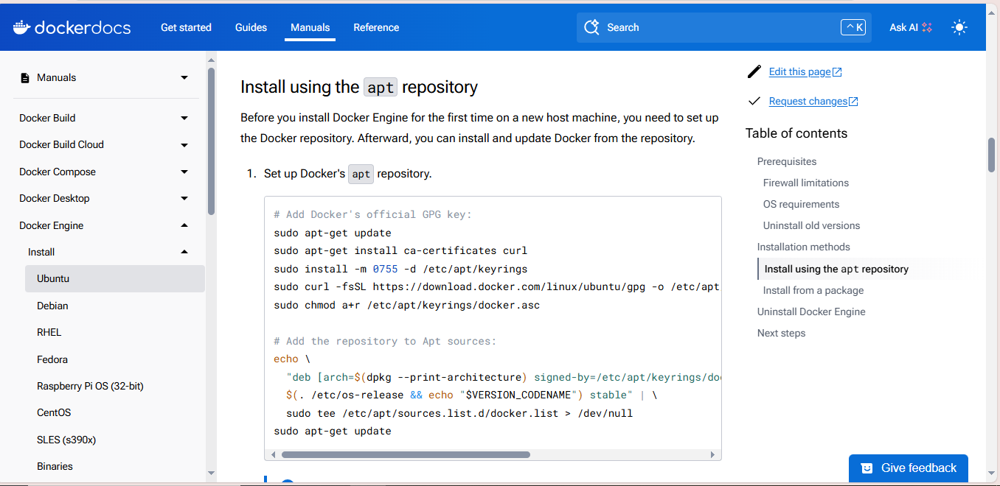 dockerdocs
Get started
Guides
Manuals
Reference
Search
^ K
Ask AI
Manuals
Docker Build
Docker Build Cloud
Docker Compose
Docker Desktop
Docker Engine
Install
Ubuntu
Debian
RHEL
Fedora
Raspberry Pi OS (32-bit)
CentOS
SLES (s390x)
Binaries
Install using the apt repository
Before you install Docker Engine for the first time on a new host machine, you need to set up
the Docker repository. Afterward, you can install and update Docker from the repository.
1. Set up Docker's apt repository.
# Add Docker's official GPG key:
sudo apt-get update
sudo apt-get install ca-certificates curl
sudo install -m 0755 -d /etc/apt/keyrings
sudo curl -fsSL https://download.docker.com/linux/ubuntu/gpg -o /etc/apt
sudo chmod a+r /etc/apt/keyrings/docker.asc
# Add the repository to Apt sources:
echo \
"deb [arch=$(dpkg --print-architecture) signed-by=/etc/apt/keyrings/do
$(. /etc/os-release && echo "$VERSION_CODENAME") stable" | \
sudo tee /etc/apt/sources.list.d/docker.list > /dev/null
sudo apt-get update
Edit this page
Request changes
Table of contents
Prerequisites
Firewall limitations
OS requirements
Uninstall old versions
Installation methods
Install using the apt repository
Install from a package
Uninstall Docker Engine
Next steps
Give feedback